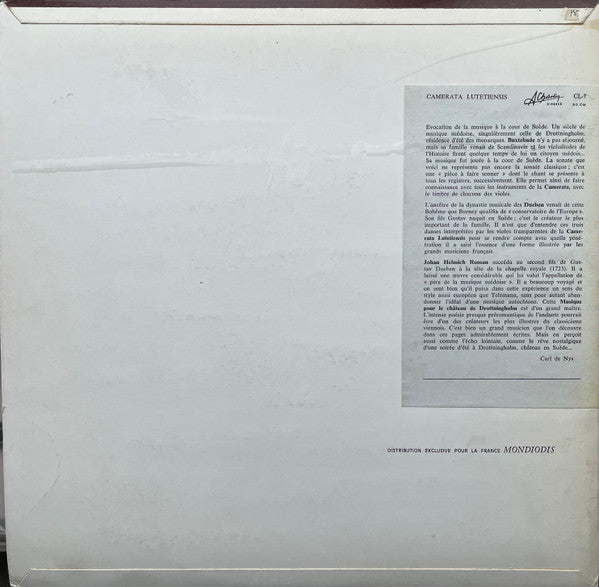 CAMERATA LUTETIENSIS ACharlin CL-7
DISQUES 30 CM
Evocation de la musique à la cour de Suède. Un siècle de
musique suédoise, singulièrement celle de Drottningholm,
résidence d'été des monarques. Buxtehude n'y a pas séjourné,
mais sa famille venait de Scandinavie et les vicissitudes de
l'Histoire firent quelque temps de lui un citoyen suédois...
Sa musique fut jouée à la cour de Suède. La sonate que
voici ne représente pas encore la sonate classique ; c'est
une « pièce à faire sonner » dont le chant se présente à
tous les registres, successivement. Elle permet ainsi de faire
connaissance avec tous les instruments de la Camerata, avec
le timbre de chacune des violes.
L'ancêtre de la dynastie musicale des Dueben venait de cette
Bohême que Burney qualifia de « conservatoire de l'Europe ».
Son fils Gustav naquit en Suède ; c'est le créateur le plus
important de la famille. Il n'est que d'entendre ces trois
danses interprétées par les violes transparentes de la Came-
rata Lutetiensis pour se rendre compte avec quelle péné-
tration il a saisi l'essence d'une forme illustrée par les
grands musiciens français.
Johan Helmich Roman succéda au second fils de Gus-
tav Dueben à la tête de la chapelle royale (1723). Il a
laissé une œuvre considérable qui lui valut l'appellation de
« père de la musique suédoise ». Il a beaucoup voyagé et
on sent bien qu'il puisa dans cette expérience un sens du
style aussi européen que Telemann, sans pour autant aban-
donner l'idéal d'une musique autochtone. Cette Musique
pour le château de Drottningholm est d'un grand maître.
L'intense poésie presque préromantique de l'andante pourrait
être d'un des créateurs les plus illustres du classicisme
viennois. C'est bien un grand musicien que l'on découvre
dans ces pages admirablement écrites. Mais on perçoit
aussi comme l'écho lointain, comme le rêve nostalgique
d'une soirée d'été à Drottningholm, château en Suède...
Carl de Nys
DISTRIBUTION EXCLUSIVE POUR LA FRANCE MONDIODIS